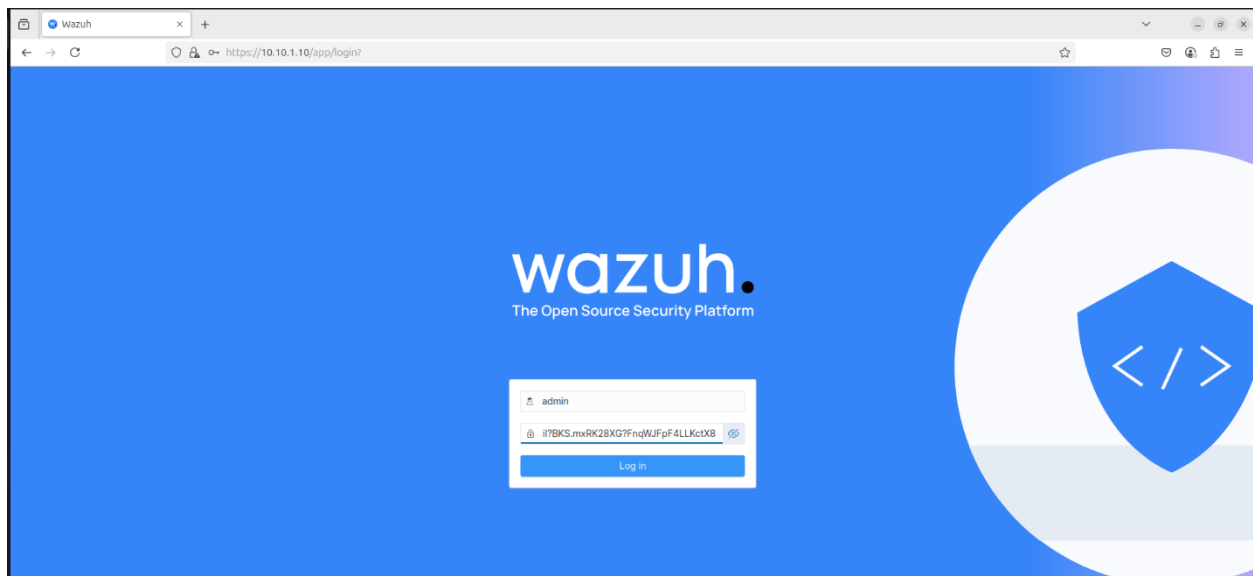 Wazuh
https://10.10.1.10/app/login?
wazuh.
The Open Source Security Platform
admin
il?BKS.mxRK28XG?FnqWJFpF4LLKctX8
Log in
</>